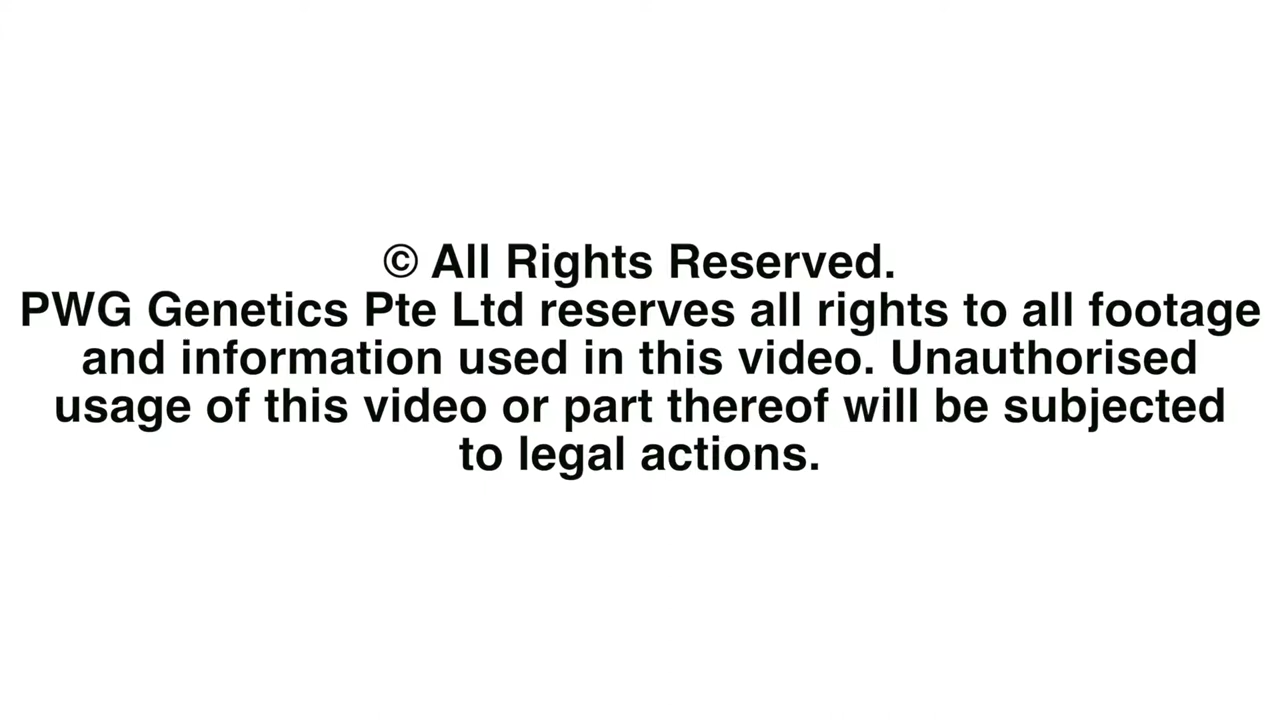 © All Rights Reserved.
PWG Genetics Pte Ltd reserves all rights to all footage
and information used in this video. Unauthorised
usage of this video or part thereof will be subjected
to legal actions.